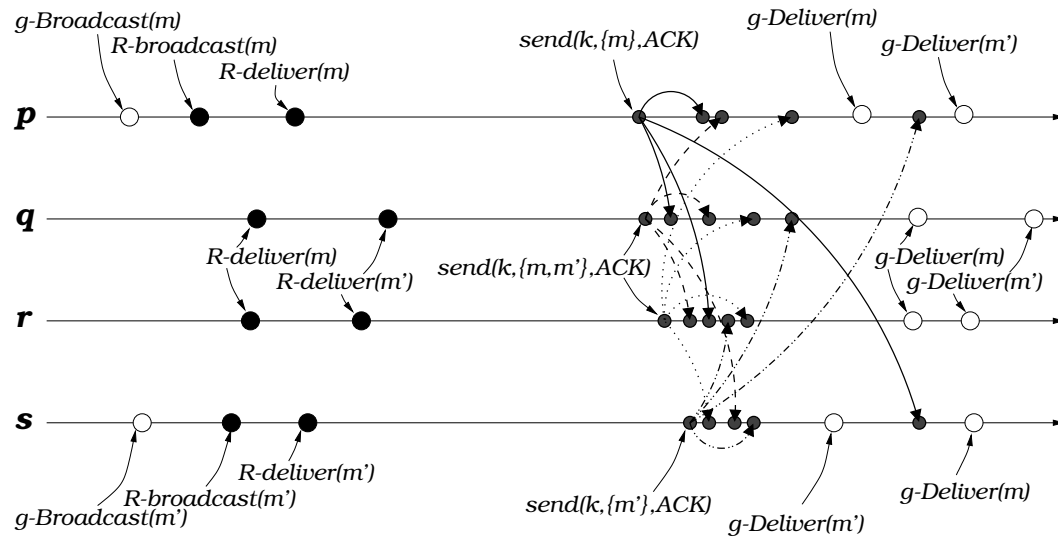 g-Broadcast(m)
R-broadcast(m)
R-deliver(m)
send(k,{m},ACK)
g-Deliver(m)
g-Deliver(m')
p
q
R-deliver(m)
R-deliver(m')
send(k,{m,m'},ACK)
g-Deliver(m)
g-Deliver(m')
r
s
R-deliver(m')
R-broadcast(m')
g-Broadcast(m')
send(k,{m'},ACK)
g-Deliver(m')
g-Deliver(m)